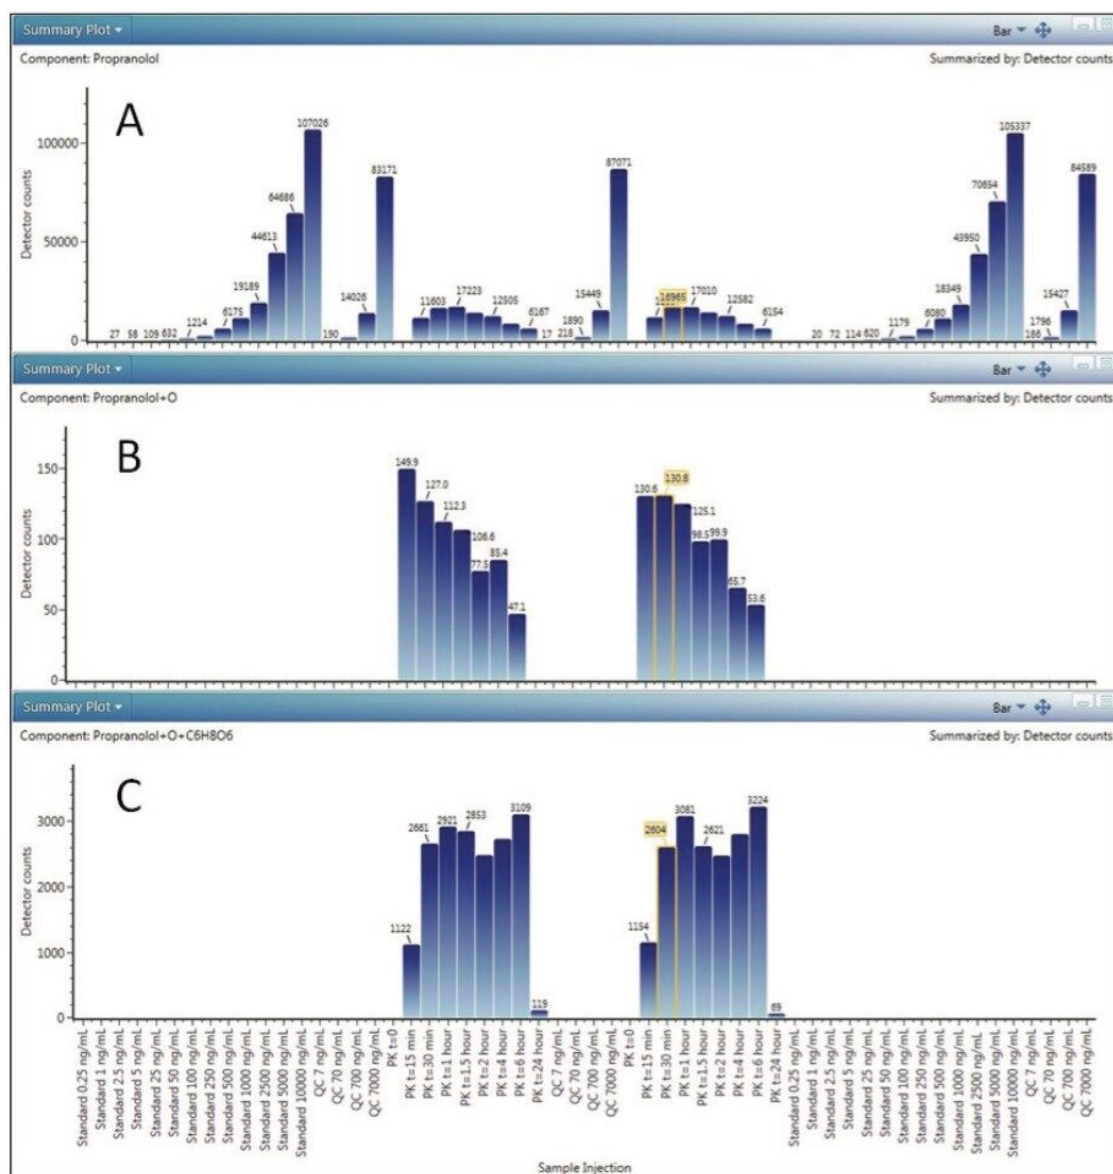 Summary Plot
Bar
Component: Propranolol
Summarized by: Detector counts
A
Detector counts
100000
50000
0
27
58
109
632
1214
6175
19189
44613
64686
107026
190
14026
83171
11603
17223
12505
6167
17
218
1890
15449
87071
16965
17010
12582
6154
20
72
114
620
1179
6080
18349
43950
70654
105337
186
1796
15427
84589
Summary Plot
Bar
Component: Propranolol+O
Summarized by: Detector counts
B
Detector counts
150
100
50
0
149.9
127.0
112.3
106.6
77.5
85.4
47.1
130.6
130.8
125.1
98.5
99.9
65.7
53.6
Summary Plot
Bar
Component: Propranolol+O+C6H8O6
Summarized by: Detector counts
C
Detector counts
3000
2000
1000
0
1122
2661
2921
2853
3109
119
1154
2604
3081
2621
3224
69
Standard 0.25 ng/mL
Standard 1 ng/mL
Standard 2.5 ng/mL
Standard 5 ng/mL
Standard 25 ng/mL
Standard 50 ng/mL
Standard 100 ng/mL
Standard 250 ng/mL
Standard 500 ng/mL
Standard 1000 ng/mL
Standard 2500 ng/mL
Standard 5000 ng/mL
Standard 10000 ng/mL
QC 7 ng/mL
QC 70 ng/mL
QC 700 ng/mL
QC 7000 ng/mL
PK t=0
PK t=15 min
PK t=30 min
PK t=1 hour
PK t=1.5 hour
PK t=2 hour
PK t=4 hour
PK t=6 hour
PK t=24 hour
QC 7 ng/mL
QC 70 ng/mL
QC 700 ng/mL
QC 7000 ng/mL
PK t=0
PK t=15 min
PK t=30 min
PK t=1 hour
PK t=1.5 hour
PK t=2 hour
PK t=4 hour
PK t=6 hour
PK t=24 hour
Standard 0.25 ng/mL
Standard 1 ng/mL
Standard 2.5 ng/mL
Standard 5 ng/mL
Standard 25 ng/mL
Standard 50 ng/mL
Standard 100 ng/mL
Standard 250 ng/mL
Standard 500 ng/mL
Standard 1000 ng/mL
Standard 2500 ng/mL
Standard 5000 ng/mL
Standard 10000 ng/mL
QC 7 ng/mL
QC 70 ng/mL
QC 700 ng/mL
QC 7000 ng/mL
Sample Injection